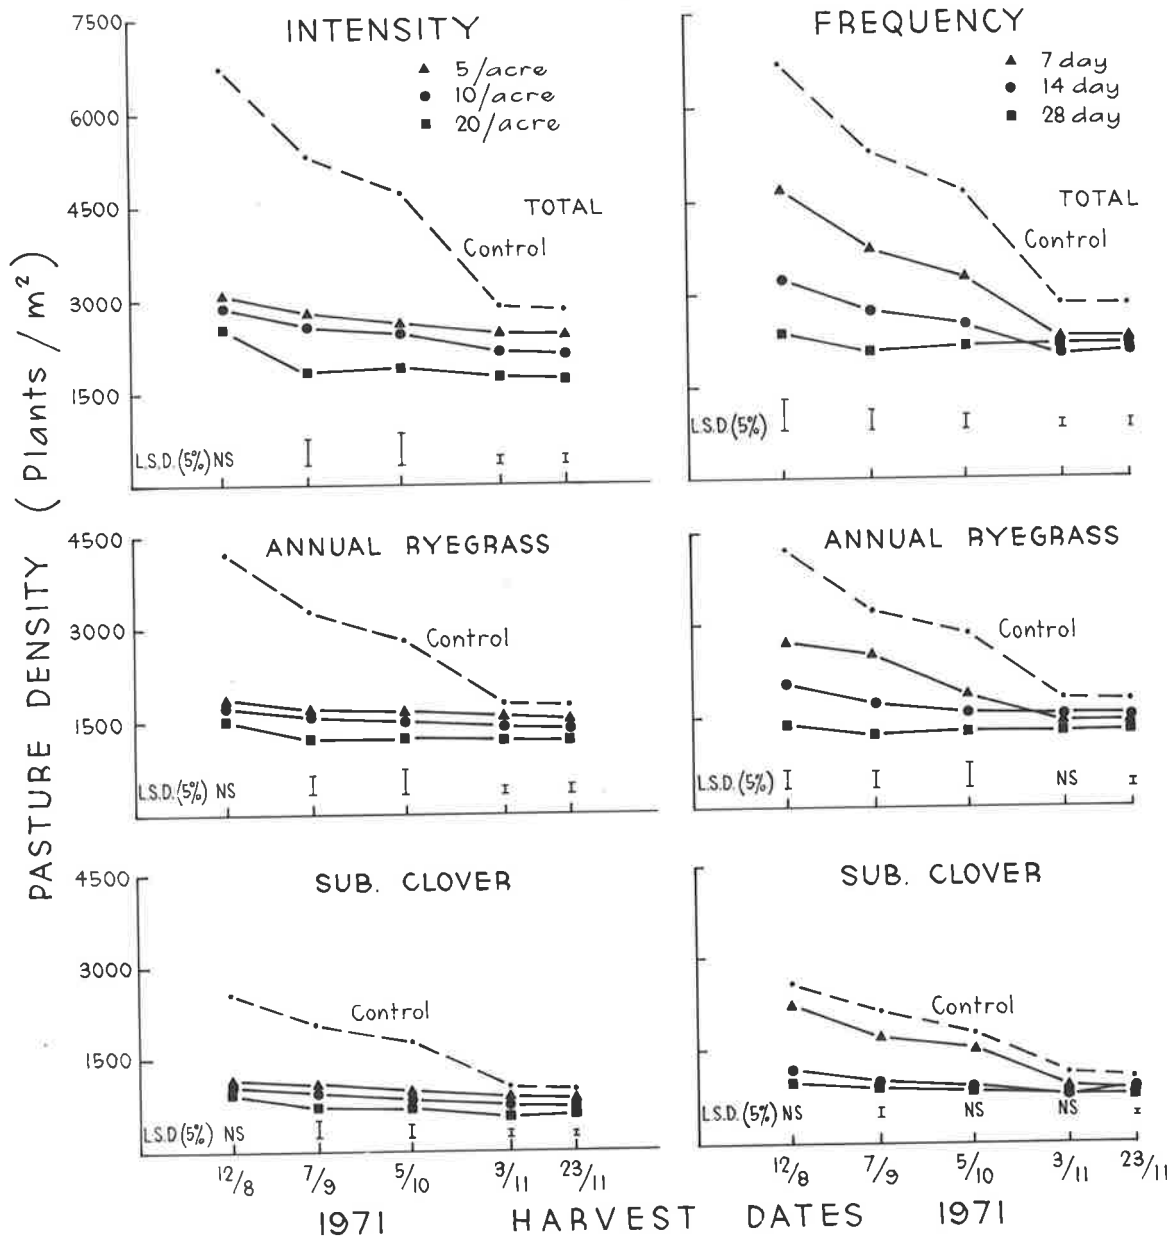 INTENSITY
▲ 5/acre
● 10/acre
■ 20/acre
7500
6000
4500
3000
1500
TOTAL
Control
L.S.D.(5%) NS
FREQUENCY
▲ 7 day
● 14 day
■ 28 day
TOTAL
Control
L.S.D(5%)
PASTURE DENSITY (Plants/m²)
ANNUAL RYEGRASS
4500
3000
1500
Control
L.S.D.(5%) NS
ANNUAL RYEGRASS
Control
L.S.D.(5%) NS
SUB. CLOVER
4500
3000
1500
Control
L.S.D(5%) NS
12/8 7/9 5/10 3/11 23/11
SUB. CLOVER
Control
L.S.D.(5%) NS NS NS
12/8 7/9 5/10 3/11 23/11
1971 HARVEST DATES 1971